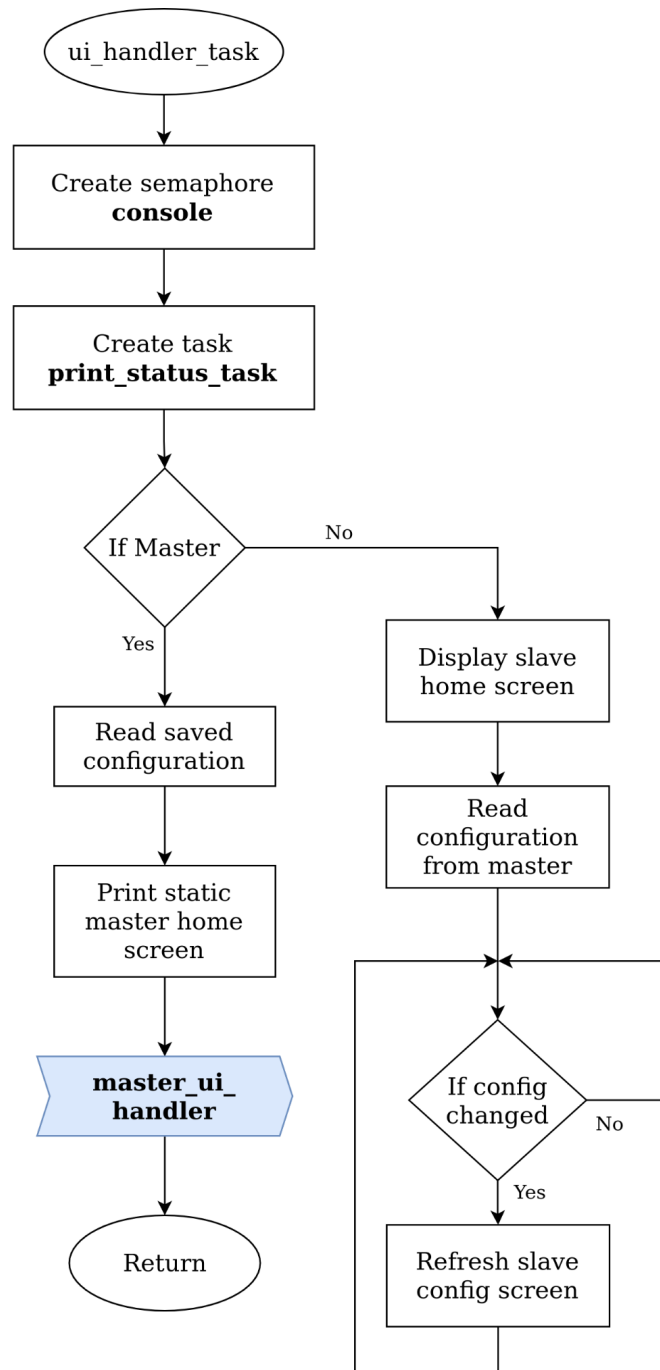 ui_handler_task
Create semaphore
console
Create task
print_status_task
If Master
No
Yes
Read saved
configuration
Print static
master home
screen
master_ui_
handler
Return
Display slave
home screen
Read
configuration
from master
If config
changed
No
Yes
Refresh slave
config screen